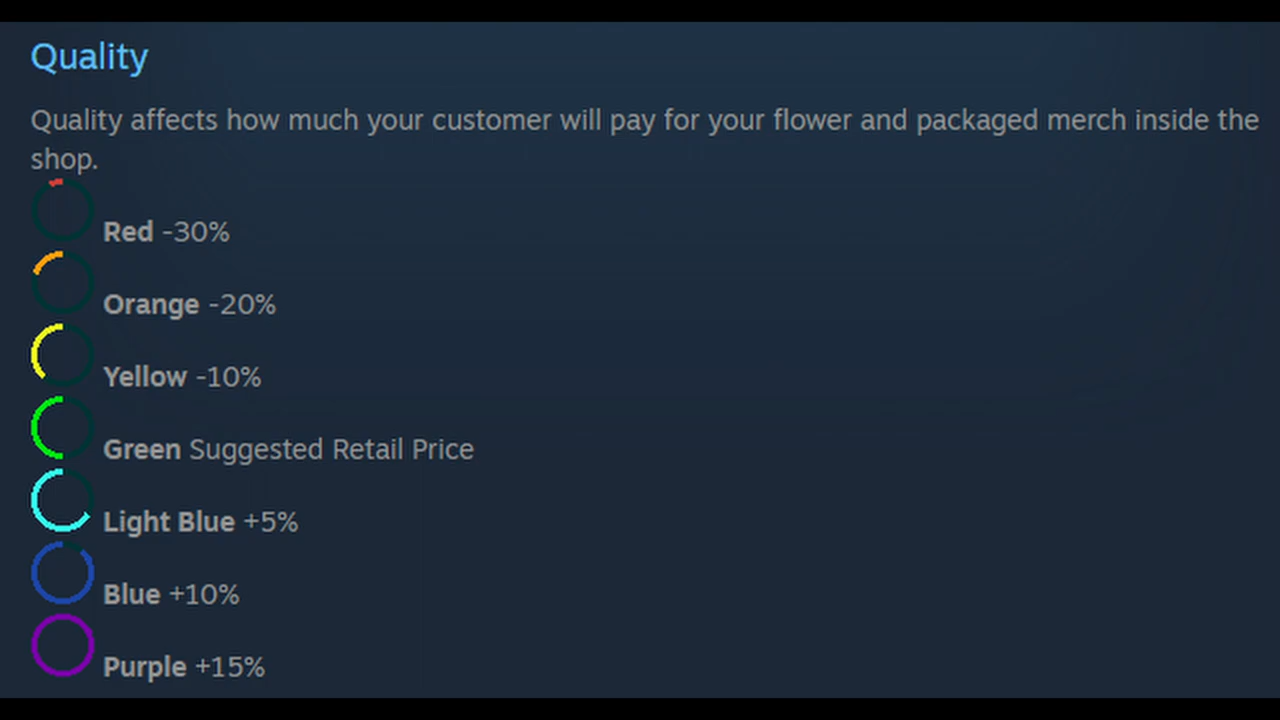 Quality
Quality affects how much your customer will pay for your flower and packaged merch inside the
shop.
Red -30%
Orange -20%
Yellow -10%
Green Suggested Retail Price
Light Blue +5%
Blue +10%
Purple +15%